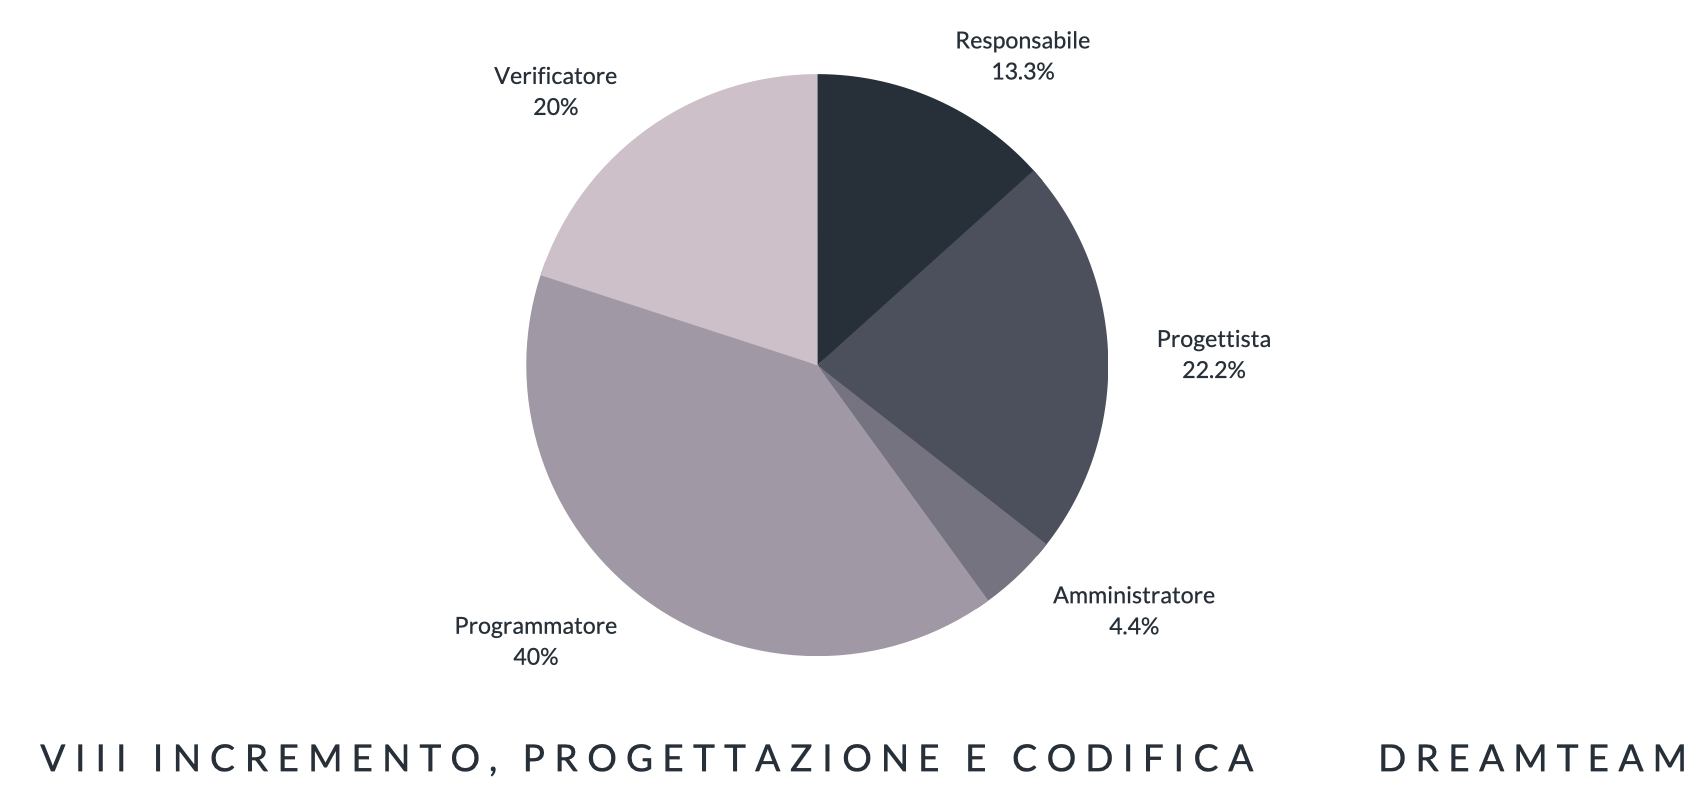 Responsabile
13.3%
Verificatore
20%
Progettista
22.2%
Amministratore
4.4%
Programmatore
40%
VIII INCREMENTO, PROGETTAZIONE E CODIFICA
DREAMTEAM